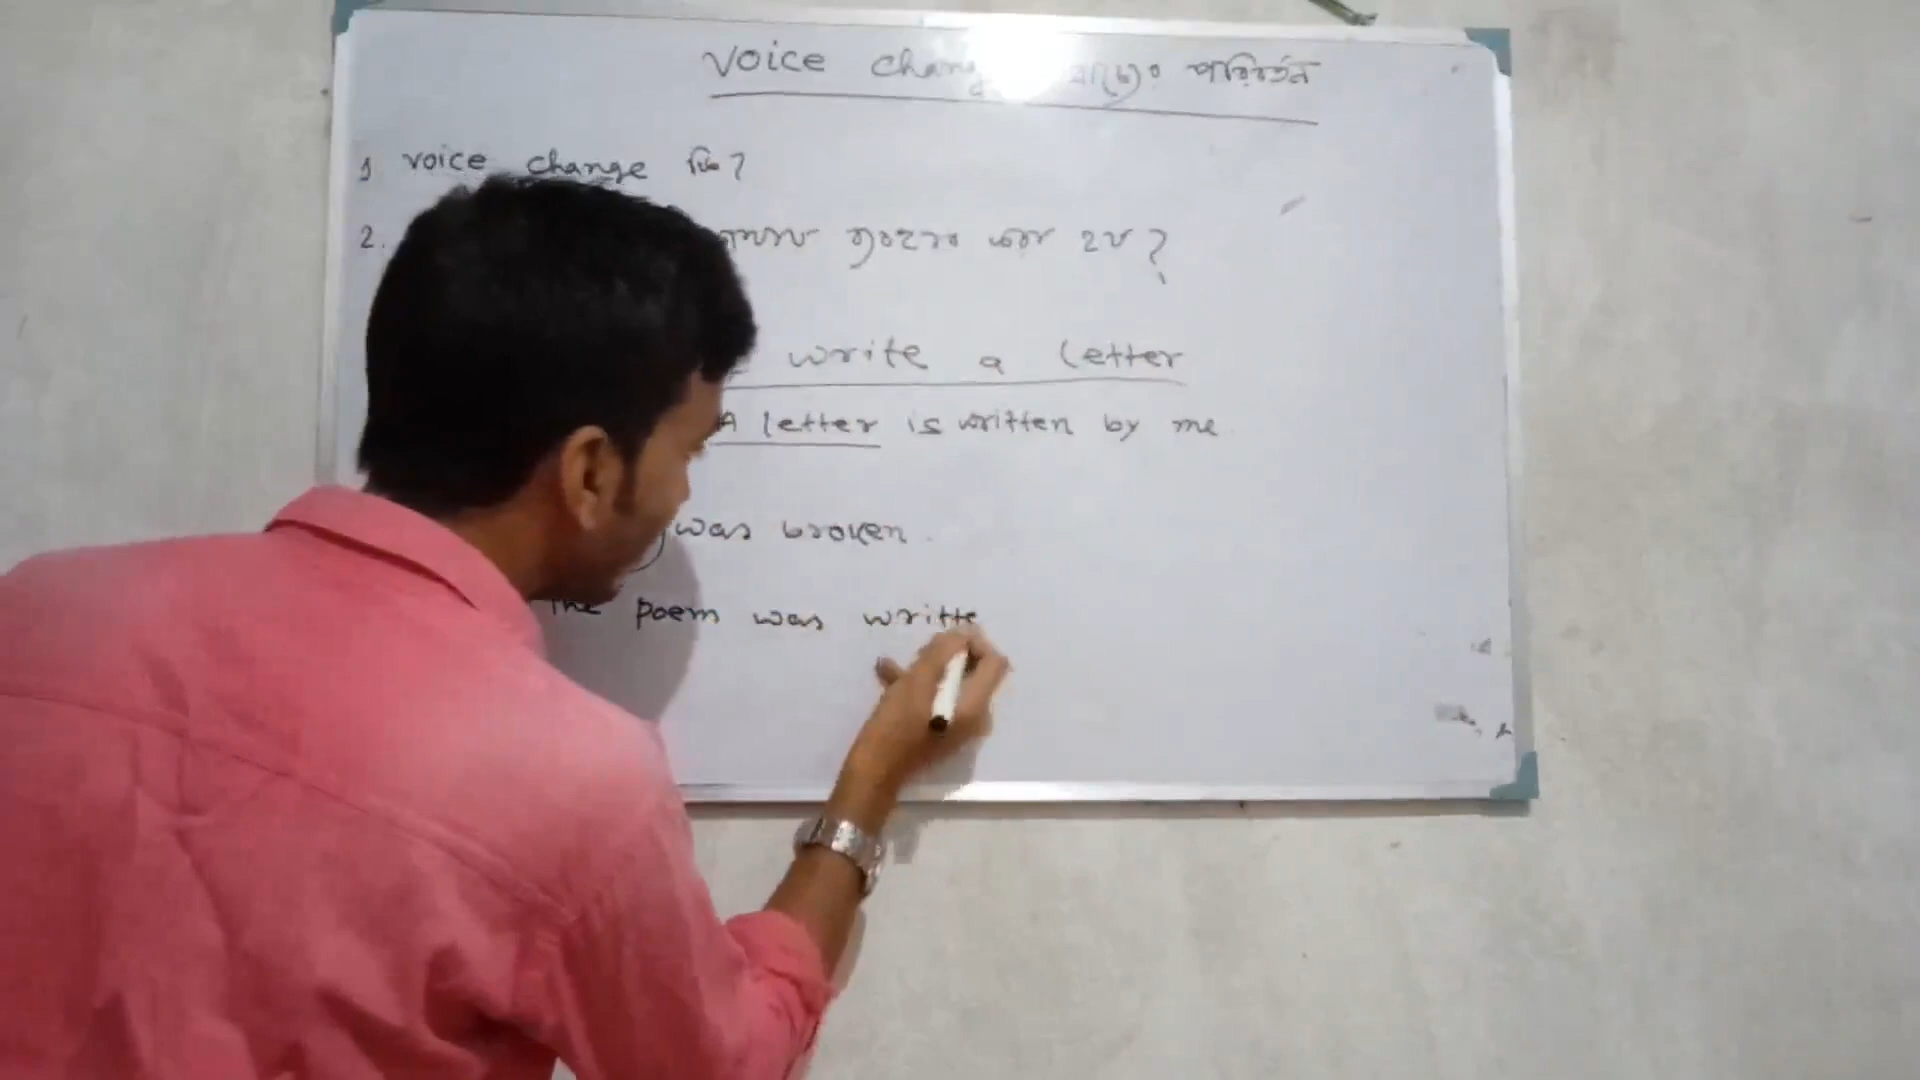 voice change বাচ্যের পরিবর্তন
1. voice change কি?
2. হয়?
write a letter
A letter is written by me
was broken.
The poem was writte